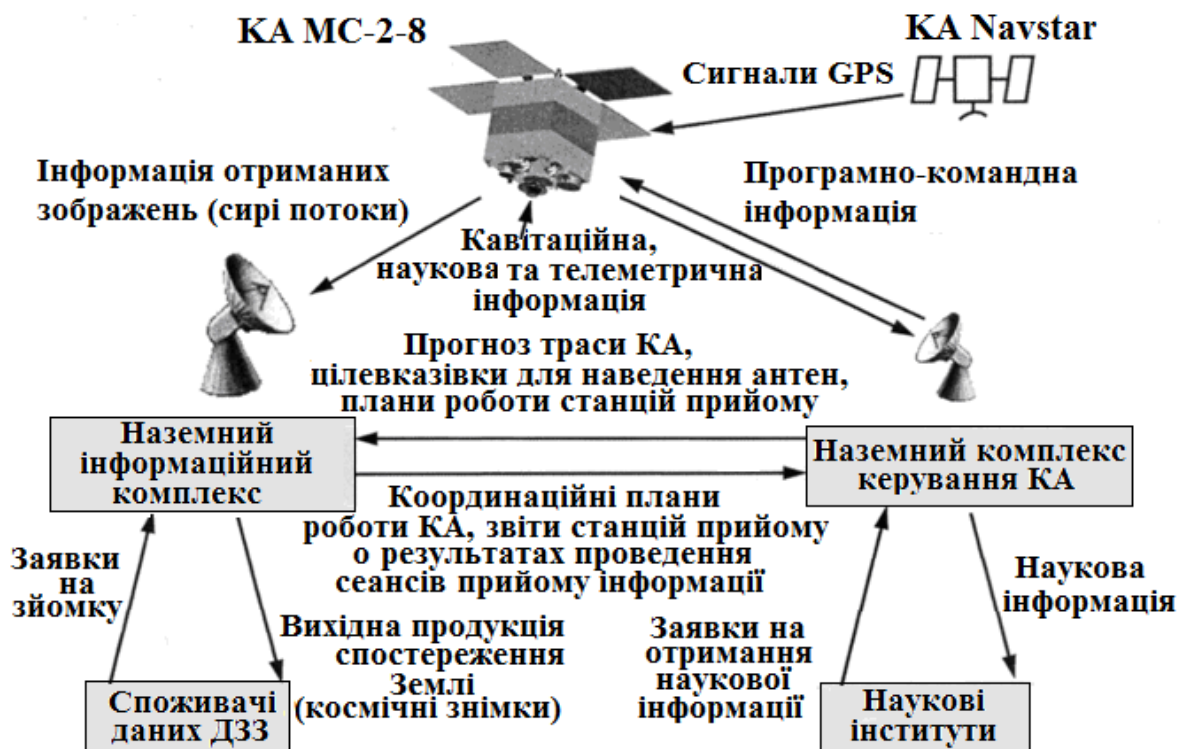 КА МС-2-8
КА Navstar
Сигнали GPS
Інформація отриманих
зображень (сирі потоки)
Програмно-командна
інформація
Кавітаційна,
наукова та телеметрична
інформація
Прогноз траси КА,
цілевказівки для наведення антен,
плани роботи станцій прийому
Наземний
інформаційний
комплекс
Наземний комплекс
керування КА
Координаційні плани
роботи КА, звіти станцій прийому
о результатах проведення
сеансів прийому інформації
Заявки
на
зйомку
Наукова
інформація
Вихідна продукція
спостереження
Землі
(космічні знімки)
Заявки на
отримання
наукової
інформації
Споживачі
даних ДЗЗ
Наукові
інститути